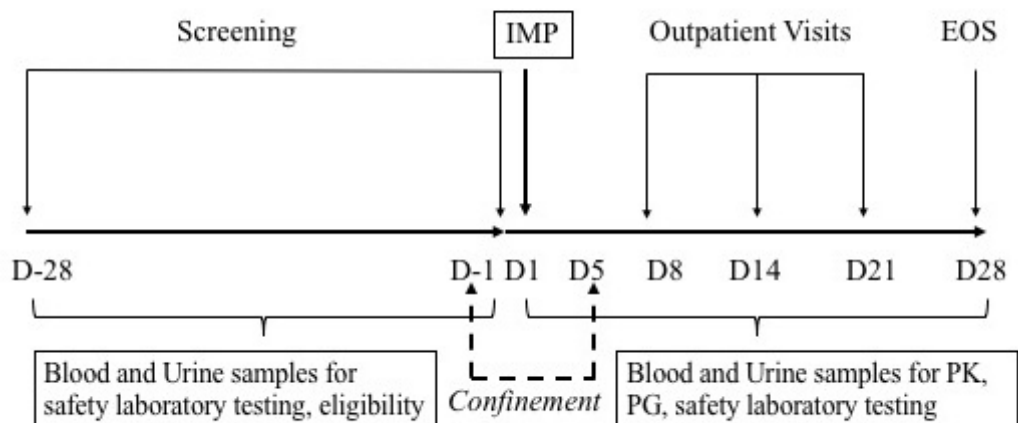 Screening
IMP
Outpatient Visits
EOS
D-28
D-1
D1
D5
D8
D14
D21
D28
Blood and Urine samples for
safety laboratory testing, eligibility
Confinement
Blood and Urine samples for PK,
PG, safety laboratory testing